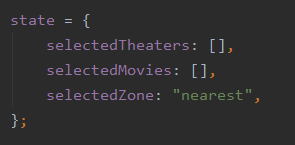 state = {
    selectedTheaters: [],
    selectedMovies: [],
    selectedZone: "nearest",
};